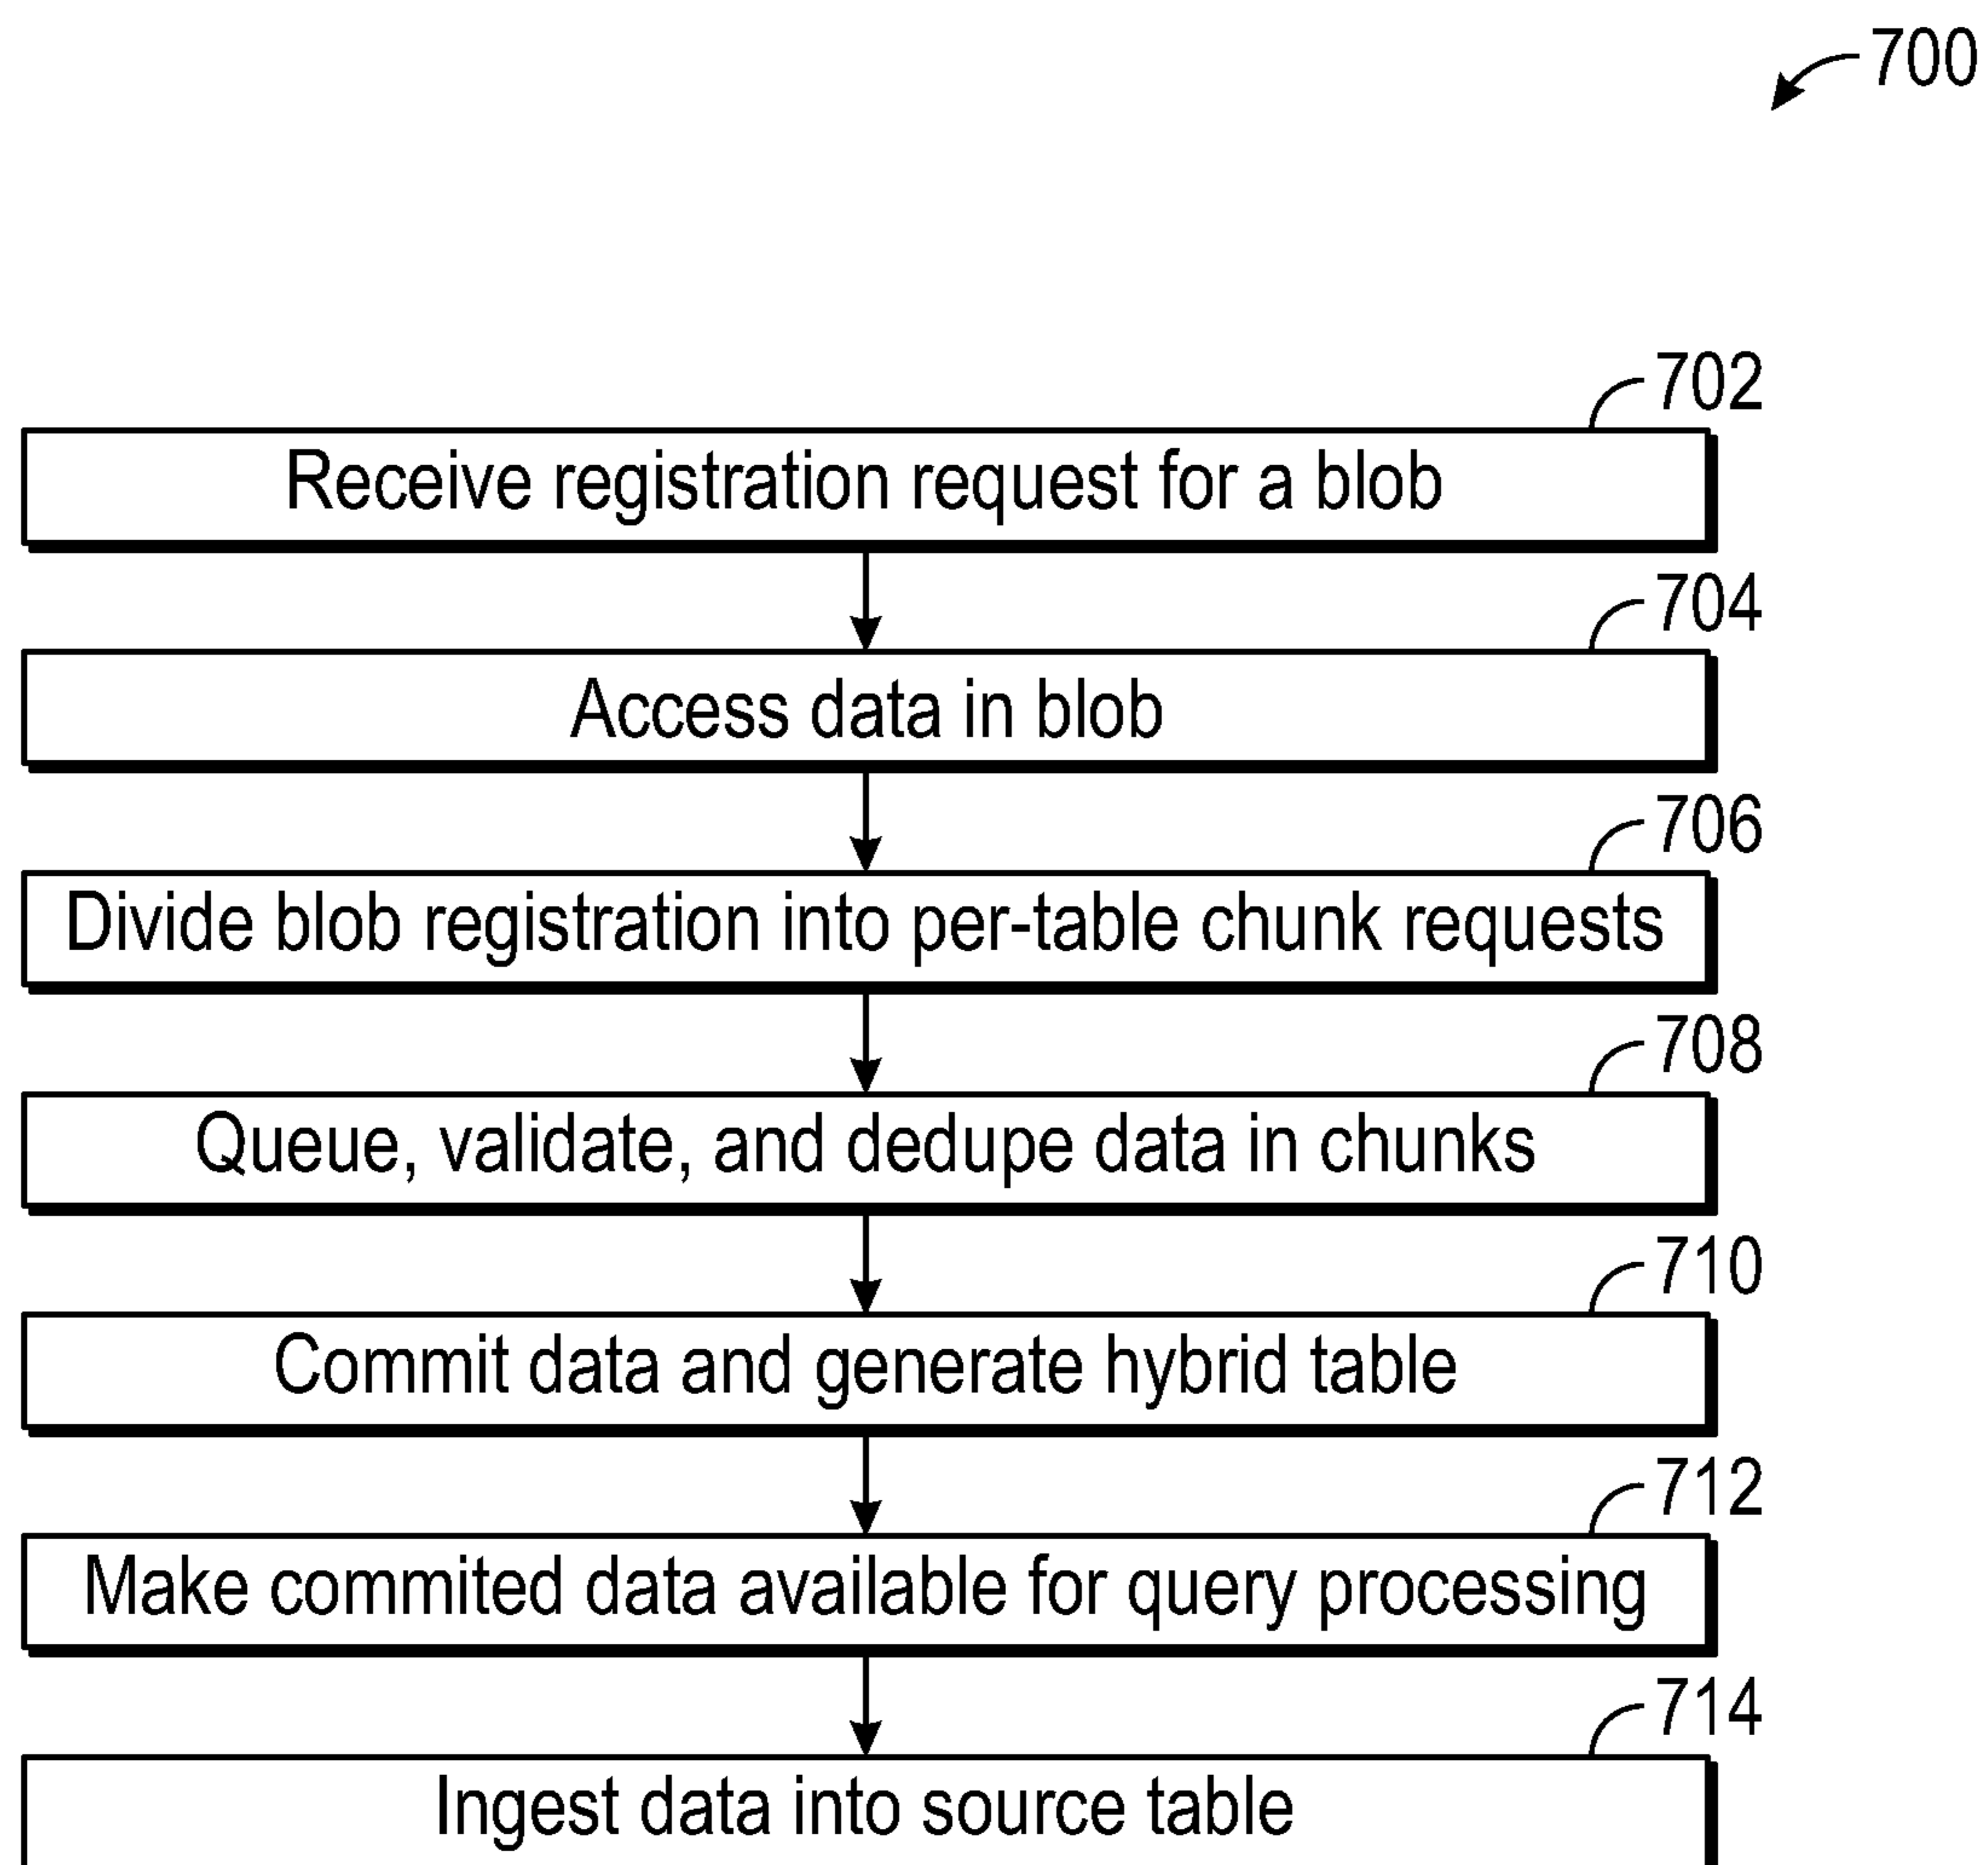 700
702
Receive registration request for a blob
704
Access data in blob
706
Divide blob registration into per-table chunk requests
708
Queue, validate, and dedupe data in chunks
710
Commit data and generate hybrid table
712
Make commited data available for query processing
714
Ingest data into source table